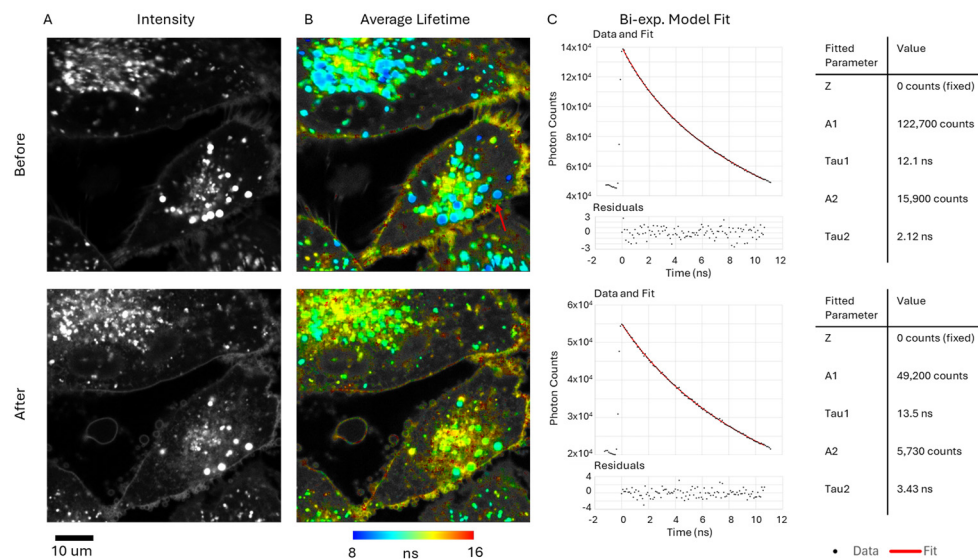 A Intensity B Average Lifetime C Bi-exp. Model Fit
Before
Data and Fit
Photon Counts
14x10⁴
12x10⁴
10x10⁴
8x10⁴
6x10⁴
4x10⁴
Residuals
3
0
-3
-2 0 2 4 6 8 10 12
Time (ns)
Fitted Parameter Value
Z 0 counts (fixed)
A1 122,700 counts
Tau1 12.1 ns
A2 15,900 counts
Tau2 2.12 ns
After
Data and Fit
Photon Counts
6x10⁴
5x10⁴
4x10⁴
3x10⁴
2x10⁴
Residuals
4
0
-4
-2 0 2 4 6 8 10 12
Time (ns)
Fitted Parameter Value
Z 0 counts (fixed)
A1 49,200 counts
Tau1 13.5 ns
A2 5,730 counts
Tau2 3.43 ns
10 um
8 ns 16
Data Fit